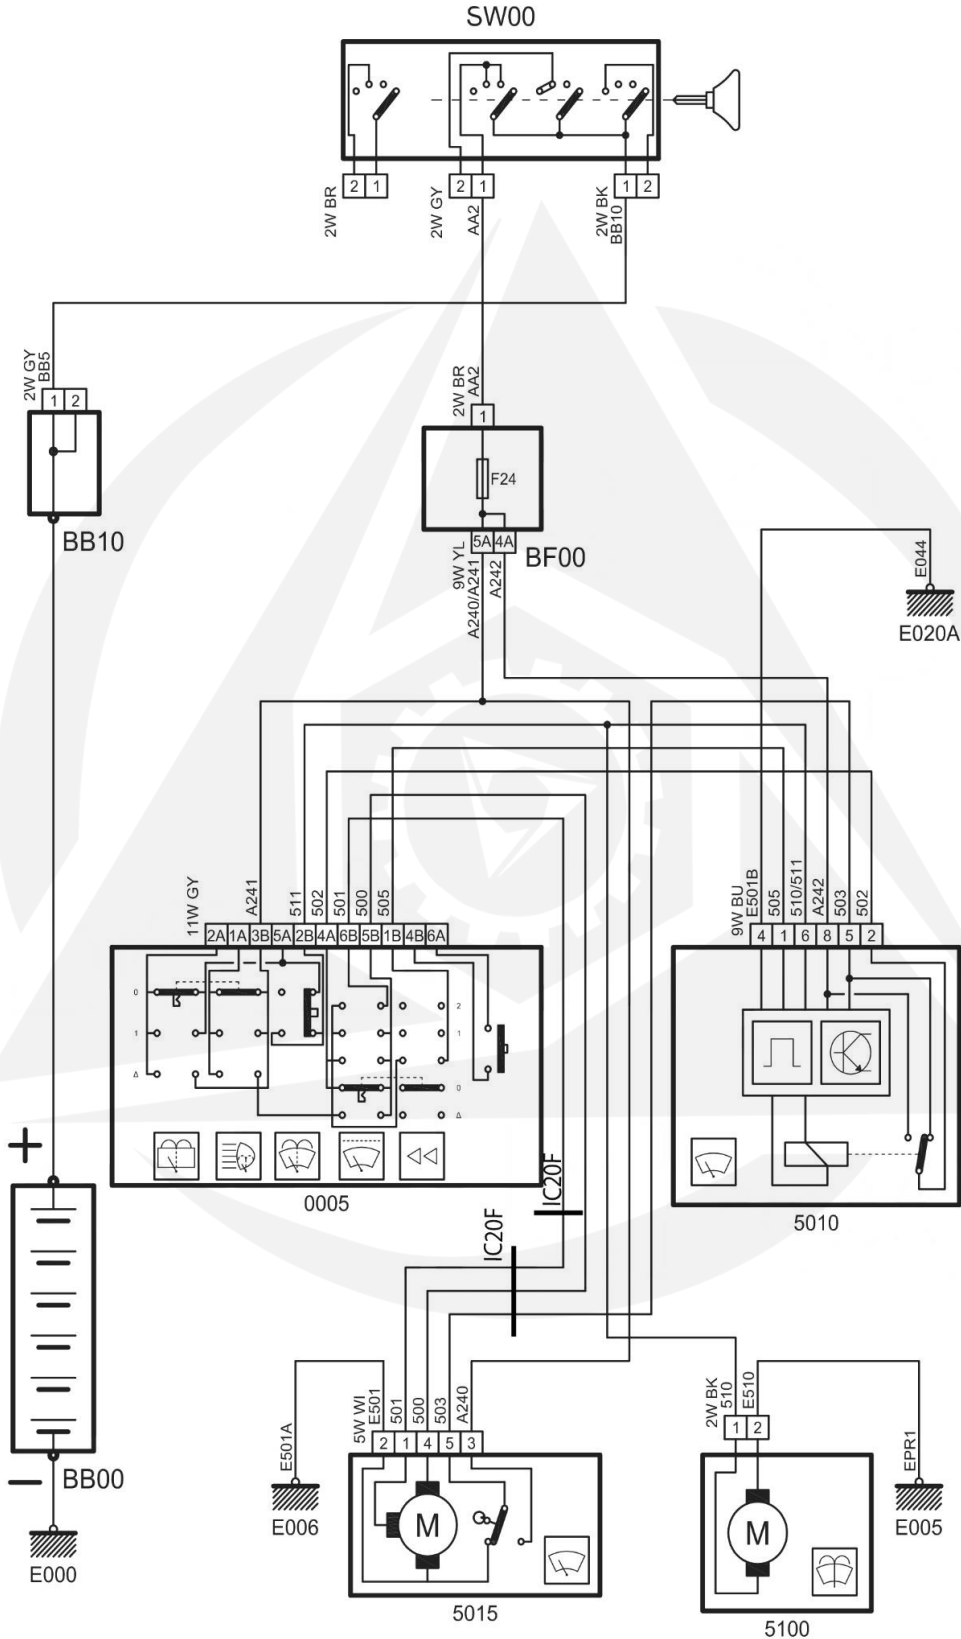 SW00
2 1 2 1 1 2
2W BR 2W GY AA2 2W BK BB10
2W GY BB5
1 2
BB10
2W BR AA2
1
F24
5A 4A
BF00
9W YL A240/A241 A242
E044
E020A
11W GY A241 511 502 501 500 505
2A 1A 3B 5A 2B 4A 6B 5B 1B 4B 6A
9W BU E501B 505 510/511 A242 503 502
4 1 6 8 5 2
0 2
1 1
Δ 0
Δ
0005
5010
+
IC20F
IC20F
BB00
−
E000
E501A
E006
5W WI E501 501 500 503 A240
2 1 4 5 3
M
5015
2W BK 510 E510
1 2
M
5100
EPR1
E005